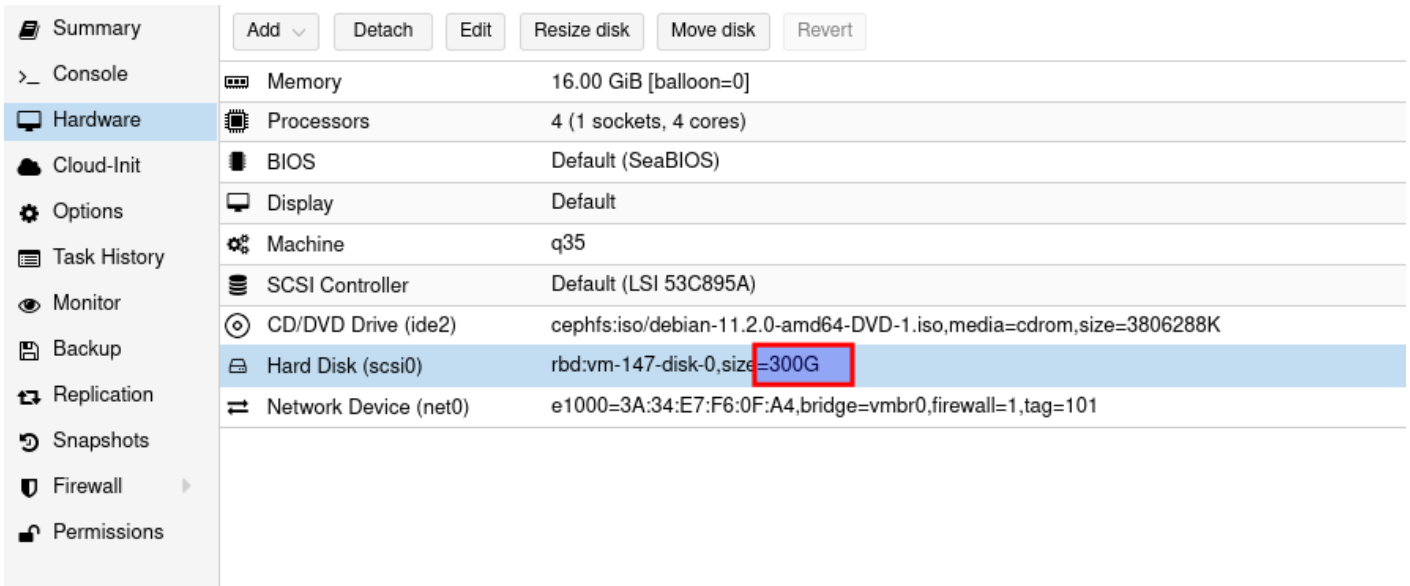 Summary
Console
Hardware
Cloud-Init
Options
Task History
Monitor
Backup
Replication
Snapshots
Firewall
Permissions
Add Detach Edit Resize disk Move disk Revert
Memory 16.00 GiB [balloon=0]
Processors 4 (1 sockets, 4 cores)
BIOS Default (SeaBIOS)
Display Default
Machine q35
SCSI Controller Default (LSI 53C895A)
CD/DVD Drive (ide2) cephfs:iso/debian-11.2.0-amd64-DVD-1.iso,media=cdrom,size=3806288K
Hard Disk (scsi0) rbd:vm-147-disk-0,size=300G
Network Device (net0) e1000=3A:34:E7:F6:0F:A4,bridge=vmbr0,firewall=1,tag=101